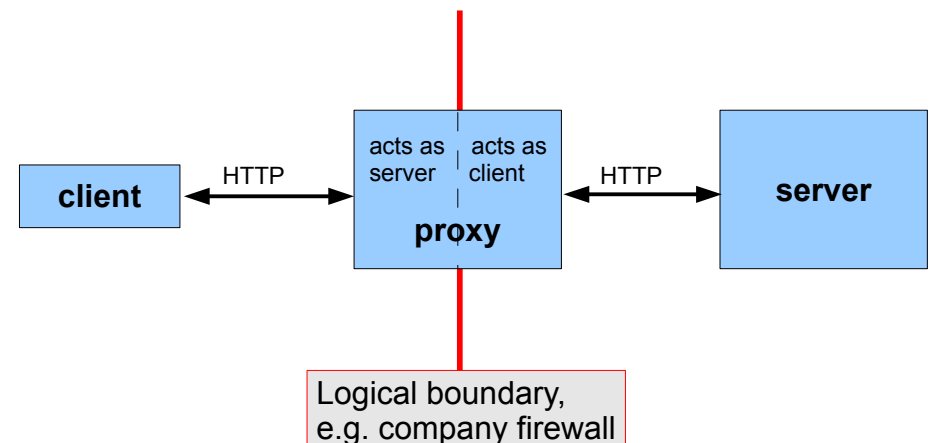 client
HTTP
acts as
server
acts as
client
proxy
HTTP
server
Logical boundary,
e.g. company firewall